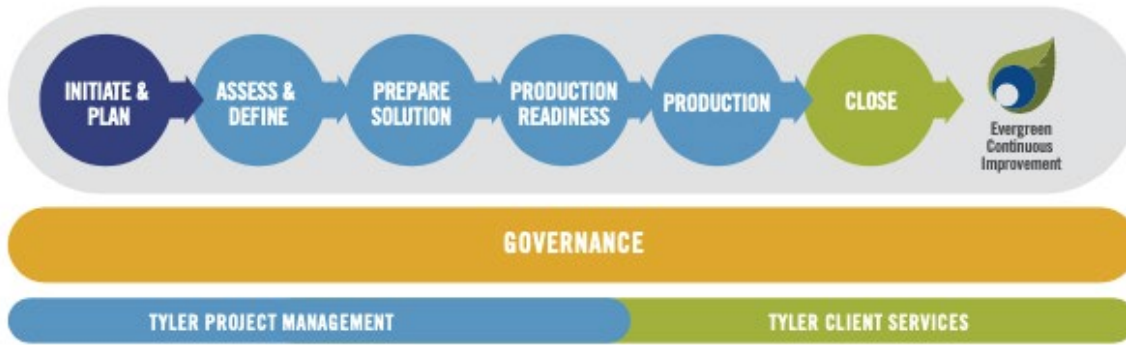 INITIATE &
PLAN
ASSESS &
DEFINE
PREPARE
SOLUTION
PRODUCTION
READINESS
PRODUCTION
CLOSE
Evergreen
Continuous
Improvement
GOVERNANCE
TYLER PROJECT MANAGEMENT
TYLER CLIENT SERVICES